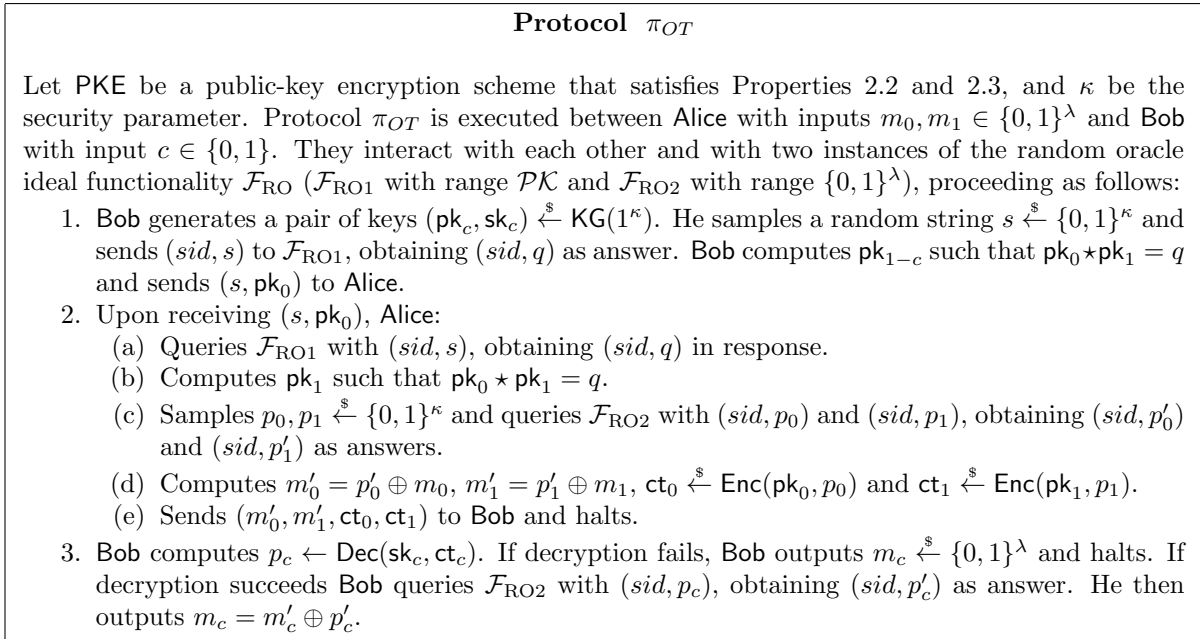 Protocol π_OT
Let PKE be a public-key encryption scheme that satisfies Properties 2.2 and 2.3, and κ be the
security parameter. Protocol π_OT is executed between Alice with inputs m_0, m_1 ∈ {0, 1}^λ and Bob
with input c ∈ {0, 1}. They interact with each other and with two instances of the random oracle
ideal functionality F_RO (F_RO1 with range PK and F_RO2 with range {0, 1}^λ), proceeding as follows:
1. Bob generates a pair of keys (pk_c, sk_c) ←$ KG(1^κ). He samples a random string s ←$ {0, 1}^κ and
sends (sid, s) to F_RO1, obtaining (sid, q) as answer. Bob computes pk_{1−c} such that pk_0 ⋆ pk_1 = q
and sends (s, pk_0) to Alice.
2. Upon receiving (s, pk_0), Alice:
(a) Queries F_RO1 with (sid, s), obtaining (sid, q) in response.
(b) Computes pk_1 such that pk_0 ⋆ pk_1 = q.
(c) Samples p_0, p_1 ←$ {0, 1}^κ and queries F_RO2 with (sid, p_0) and (sid, p_1), obtaining (sid, p′_0)
and (sid, p′_1) as answers.
(d) Computes m′_0 = p′_0 ⊕ m_0, m′_1 = p′_1 ⊕ m_1, ct_0 ←$ Enc(pk_0, p_0) and ct_1 ←$ Enc(pk_1, p_1).
(e) Sends (m′_0, m′_1, ct_0, ct_1) to Bob and halts.
3. Bob computes p_c ← Dec(sk_c, ct_c). If decryption fails, Bob outputs m_c ←$ {0, 1}^λ and halts. If
decryption succeeds Bob queries F_RO2 with (sid, p_c), obtaining (sid, p′_c) as answer. He then
outputs m_c = m′_c ⊕ p′_c.